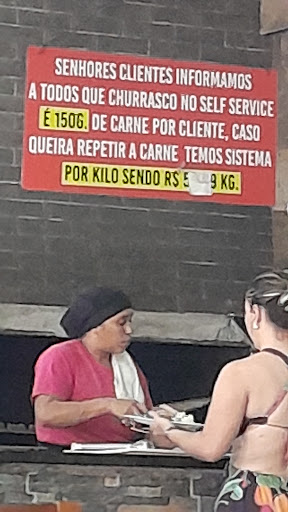 SENHORES CLIENTES INFORMAMOS
A TODOS QUE CHURRASCO NO SELF SERVICE
É 150G. DE CARNE POR CLIENTE, CASO
QUEIRA REPETIR A CARNE TEMOS SISTEMA
POR KILO SENDO R$ KG.